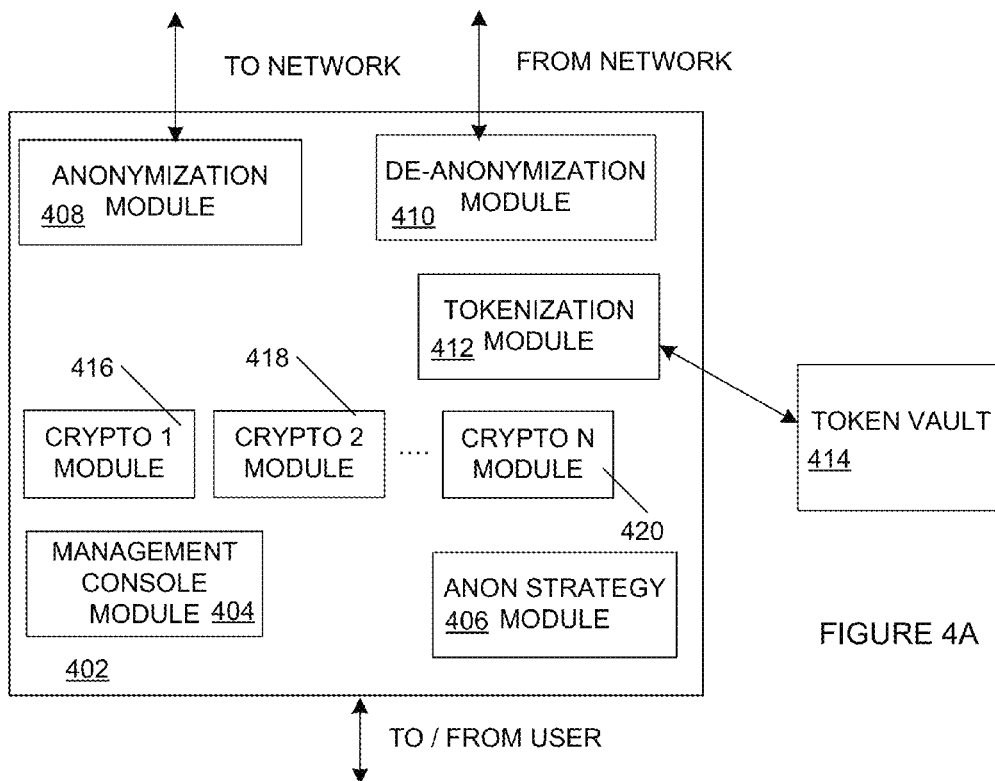 TO NETWORK
FROM NETWORK
ANONYMIZATION
MODULE
408
DE-ANONYMIZATION
MODULE
410
TOKENIZATION
MODULE
412
416
418
CRYPTO 1
MODULE
CRYPTO 2
MODULE
....
CRYPTO N
MODULE
420
TOKEN VAULT
414
MANAGEMENT
CONSOLE
MODULE 404
ANON STRATEGY
406 MODULE
402
FIGURE 4A
TO / FROM USER